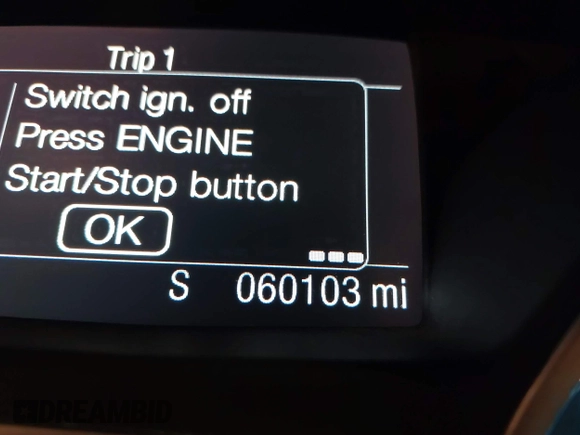 Trip 1
Switch ign. off
Press ENGINE
Start/Stop button
OK
S 060103 mi
DREAMBID